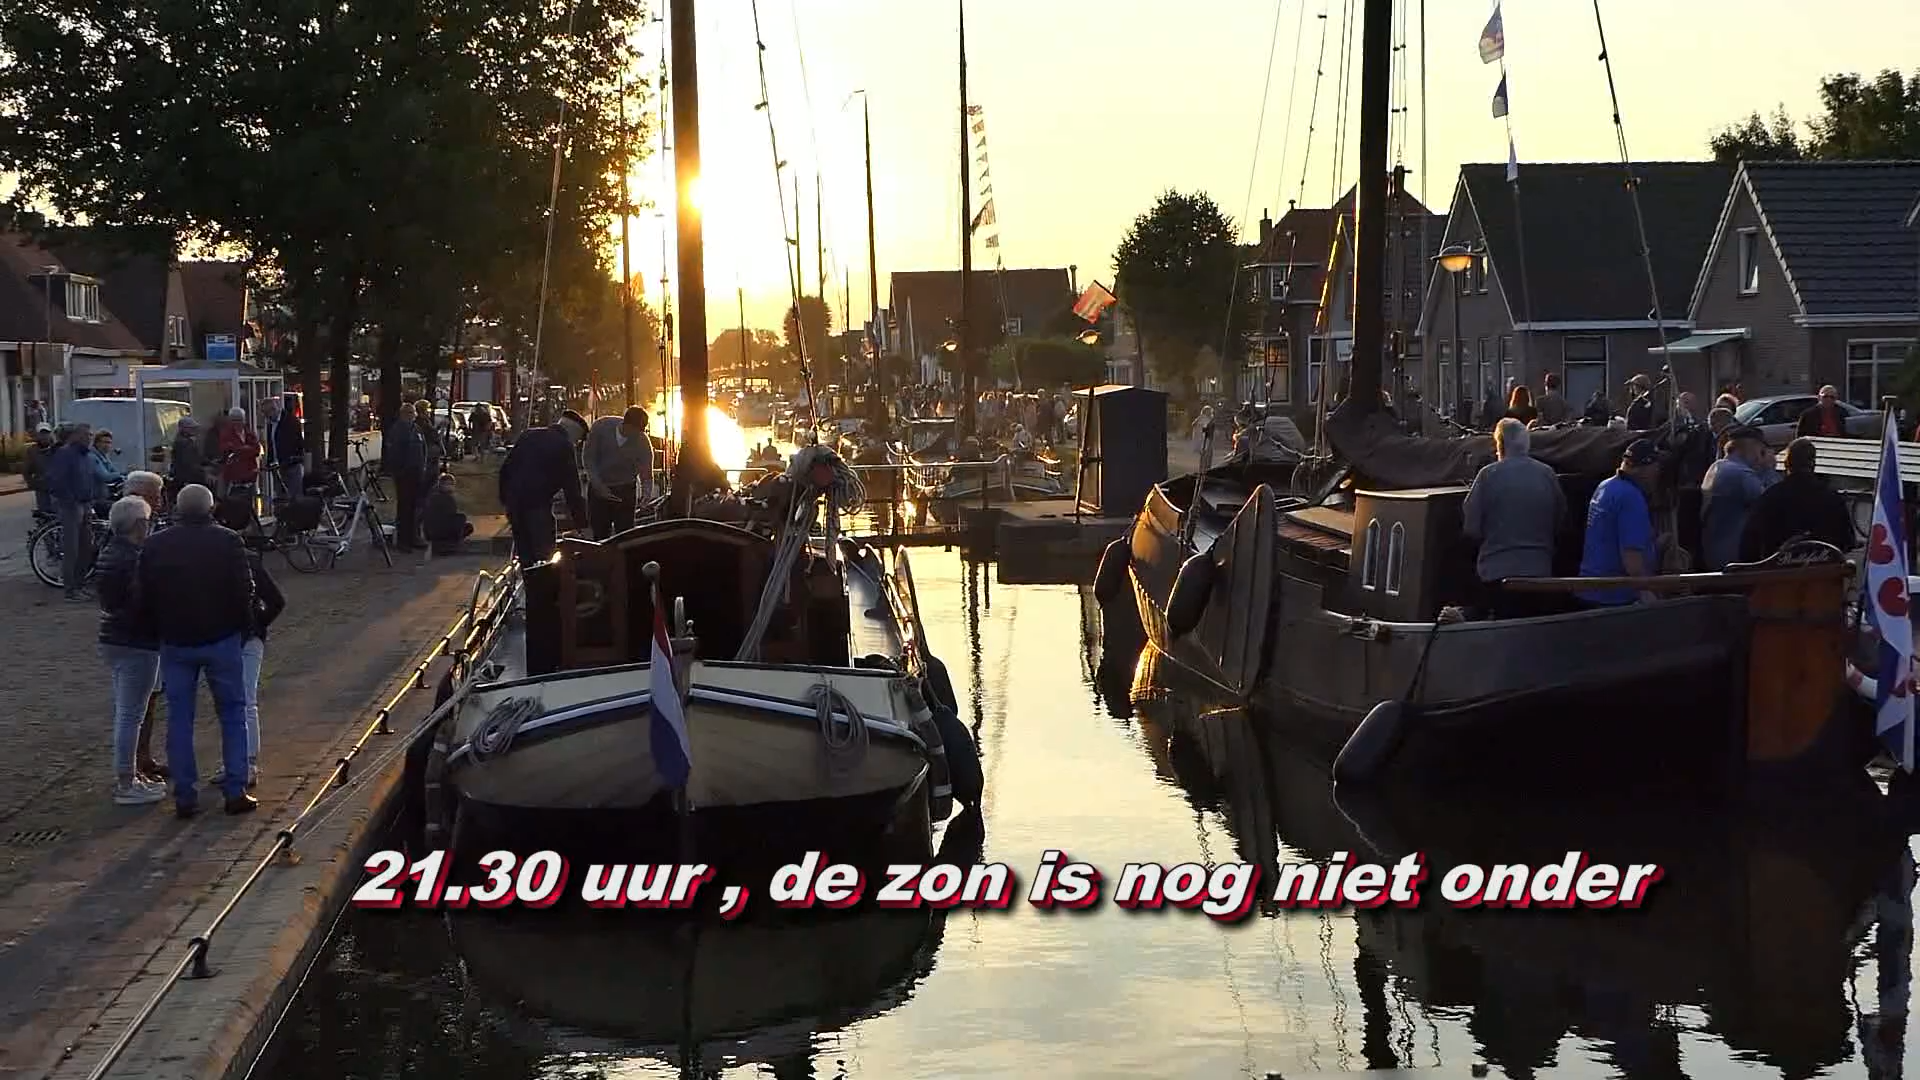 21.30 uur , de zon is nog niet onder